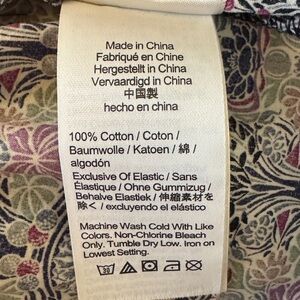 Made in China
Fabriqué en Chine
Hergestellt in China
Vervaardigd in China
中国製
hecho en china
100% Cotton / Coton /
Baumwolle / Katoen / 綿 /
algodón
Exclusive Of Elastic / Sans
Élastique / Ohne Gummizug /
Behalve Elastiek / 伸縮素材を
除く / excluyendo el elástico
Machine Wash Cold With Like
Colors. Non-Chlorine Bleach
Only. Tumble Dry Low. Iron on
Lowest Setting.
30